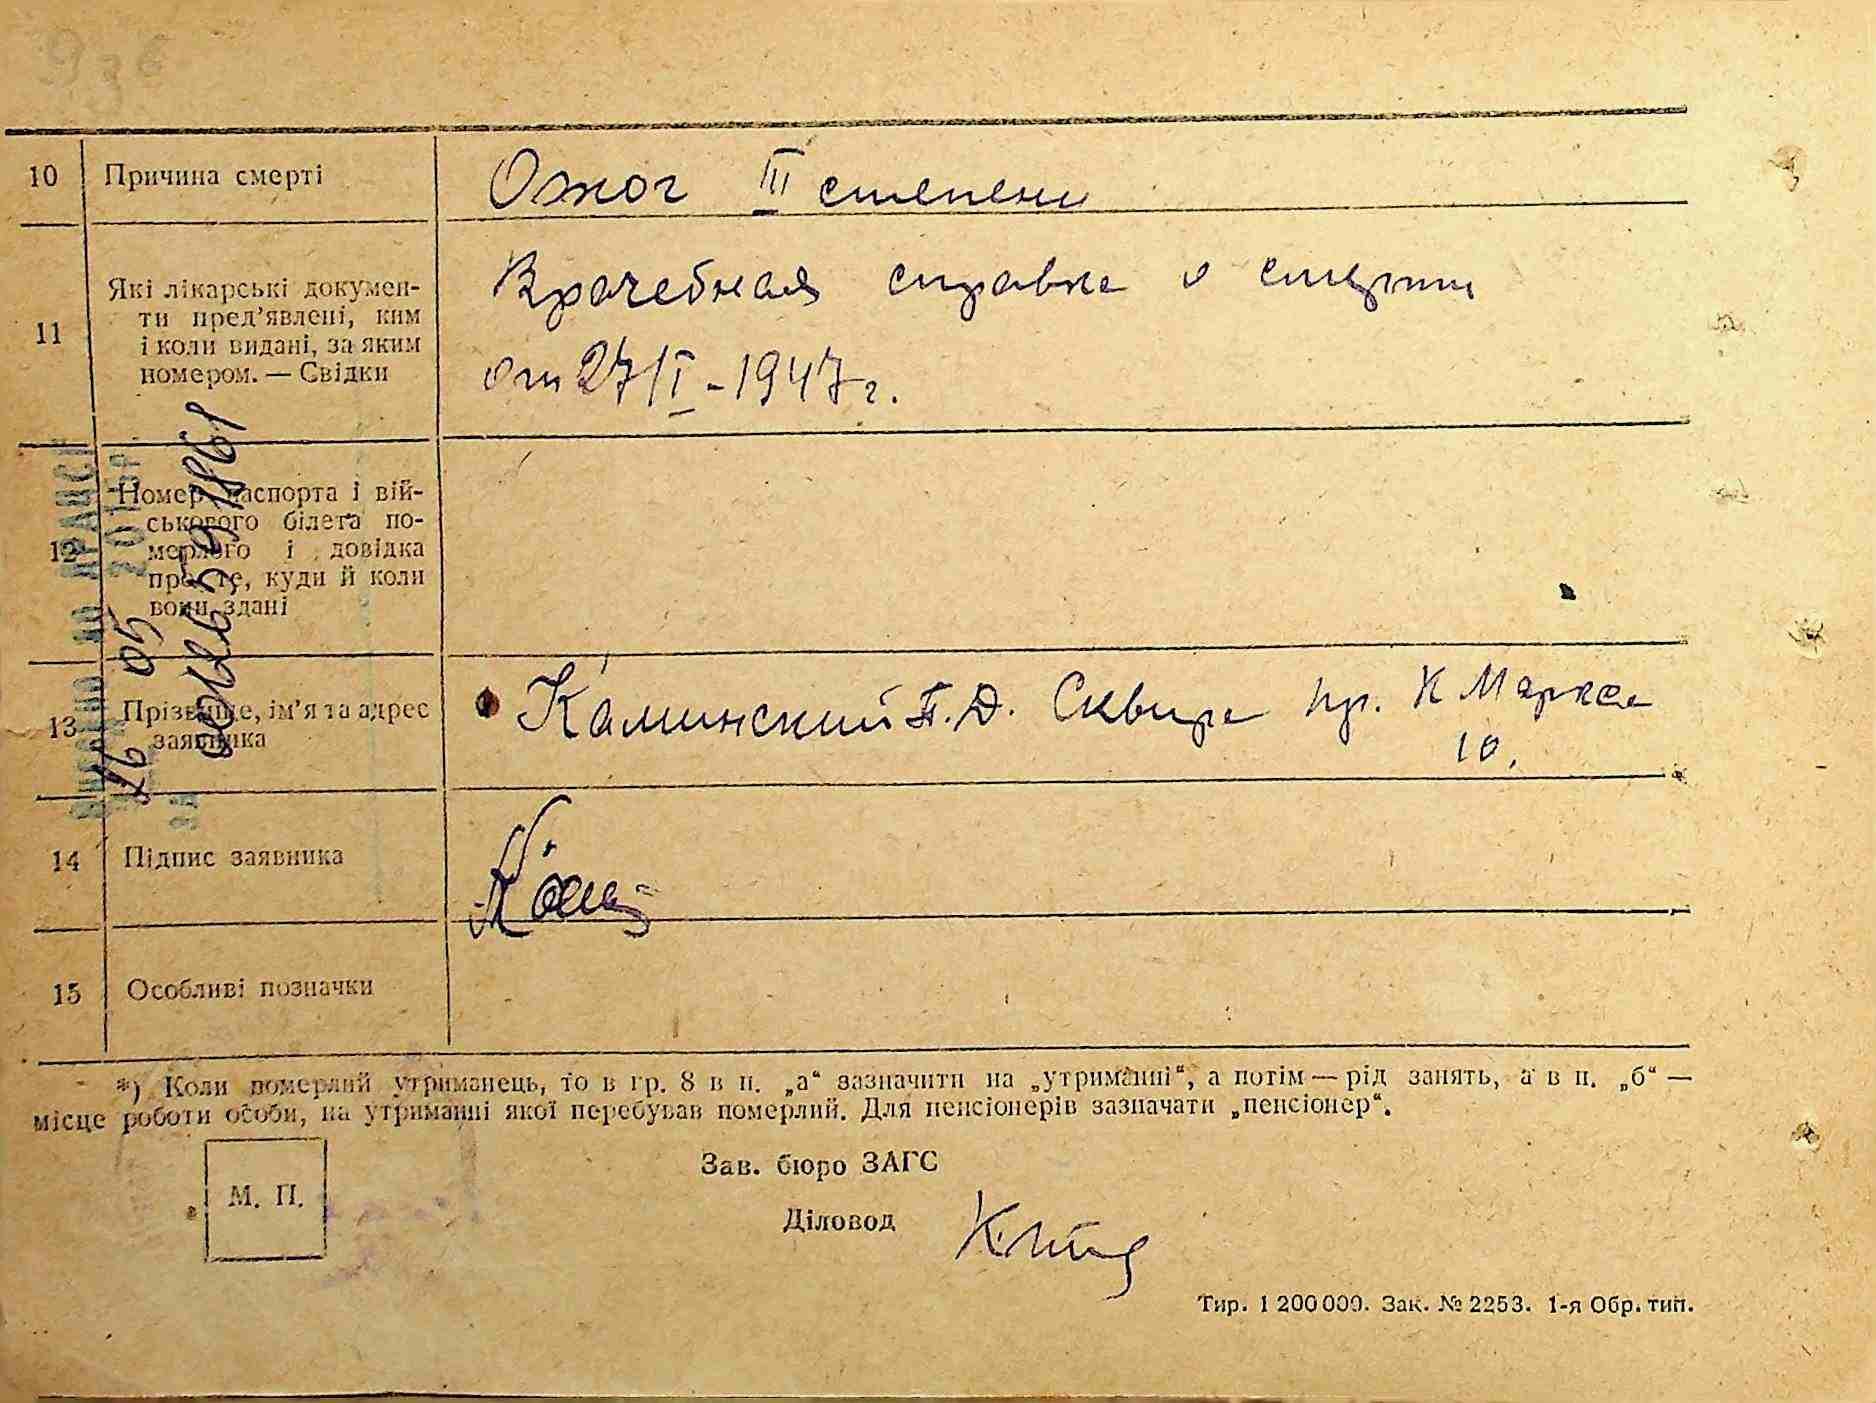 936
10 Причина смерті Ожог III степени
11 Які лікарські докумен-
ти пред'явлені, ким
і коли видані, за яким
номером. — Свідки
Врачебная справка о смерти
от 27/I - 1947 г.
12 Номер паспорта і вій-
ськового білета по-
мерлого і довідка
про те, куди й коли
вони здані
13 Прізвище, ім'я та адрес
заявника
Каминский П. Д. Сквира пр. К Маркса
10.
14 Підпис заявника
15 Особливі позначки
*) Коли померлий утриманець, то в гр. 8 в п. „а“ зазначити на „утриманні“, а потім — рід занять, а в п. „б“ —
місце роботи особи, на утриманні якої перебував померлий. Для пенсіонерів зазначати „пенсіонер“.
М. П.
Зав. бюро ЗАГС
Діловод
Тир. 1 200 000. Зак. № 2253. 1-я Обр. тип.